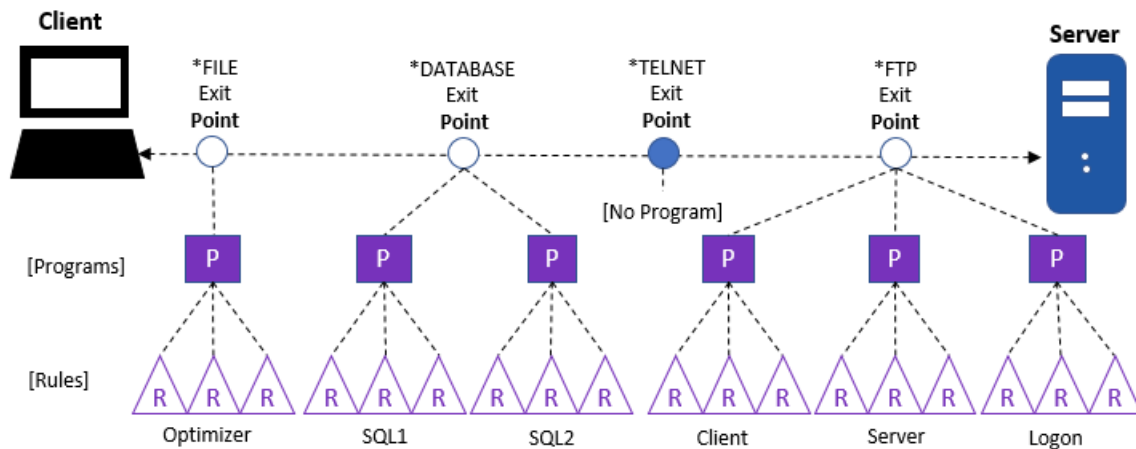 Client
Server
*FILE
Exit
Point
*DATABASE
Exit
Point
*TELNET
Exit
Point
*FTP
Exit
Point
[No Program]
[Programs]
P
P
P
P
P
P
[Rules]
R R R
R R R
R R R
R R R
R R R
R R R
Optimizer
SQL1
SQL2
Client
Server
Logon